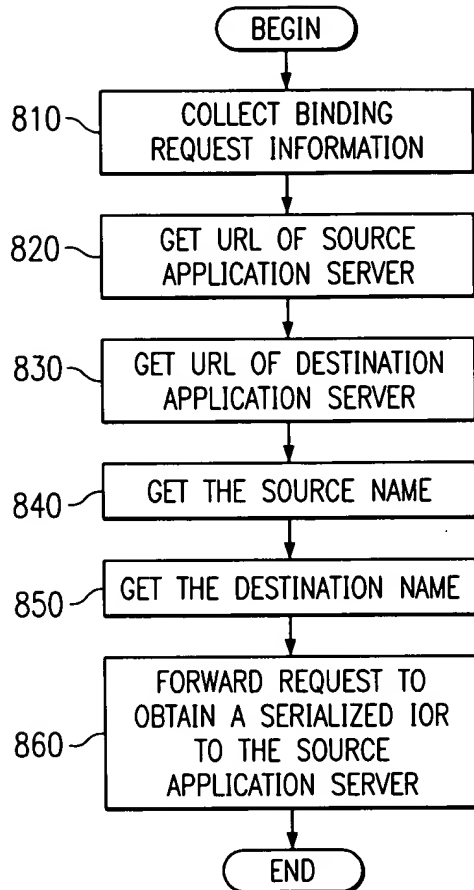 BEGIN
810
COLLECT BINDING
REQUEST INFORMATION
820
GET URL OF SOURCE
APPLICATION SERVER
830
GET URL OF DESTINATION
APPLICATION SERVER
840
GET THE SOURCE NAME
850
GET THE DESTINATION NAME
860
FORWARD REQUEST TO
OBTAIN A SERIALIZED IOR
TO THE SOURCE
APPLICATION SERVER
END